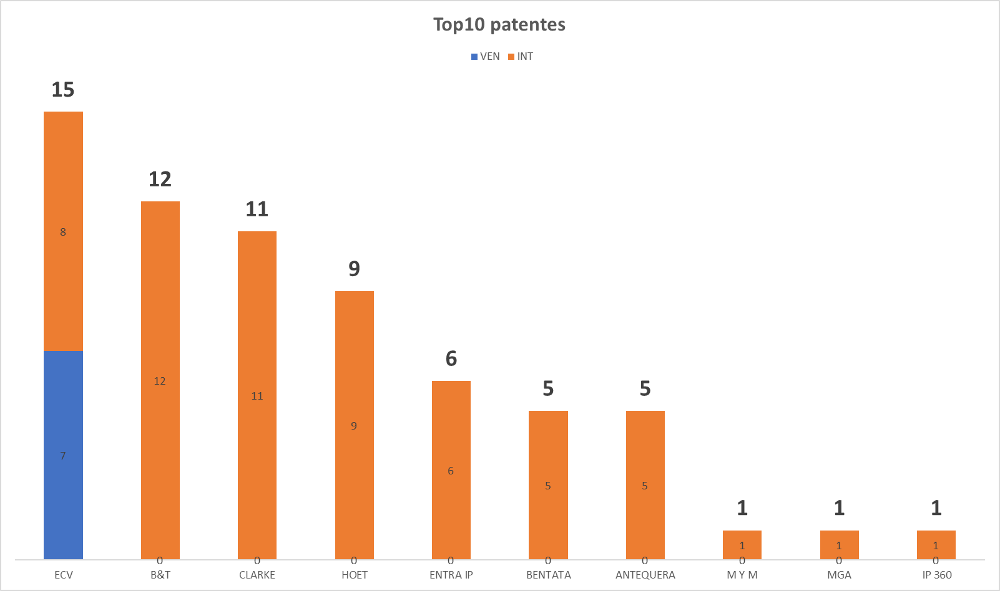 Top10 patentes
VEN INT
15
12
11
9
6
5 5
1 1 1
8
12
11
9
6
5 5
7
1 1 1
0 0 0 0 0 0 0 0 0
ECV B&T CLARKE HOET ENTRA IP BENTATA ANTEQUERA M Y M MGA IP 360